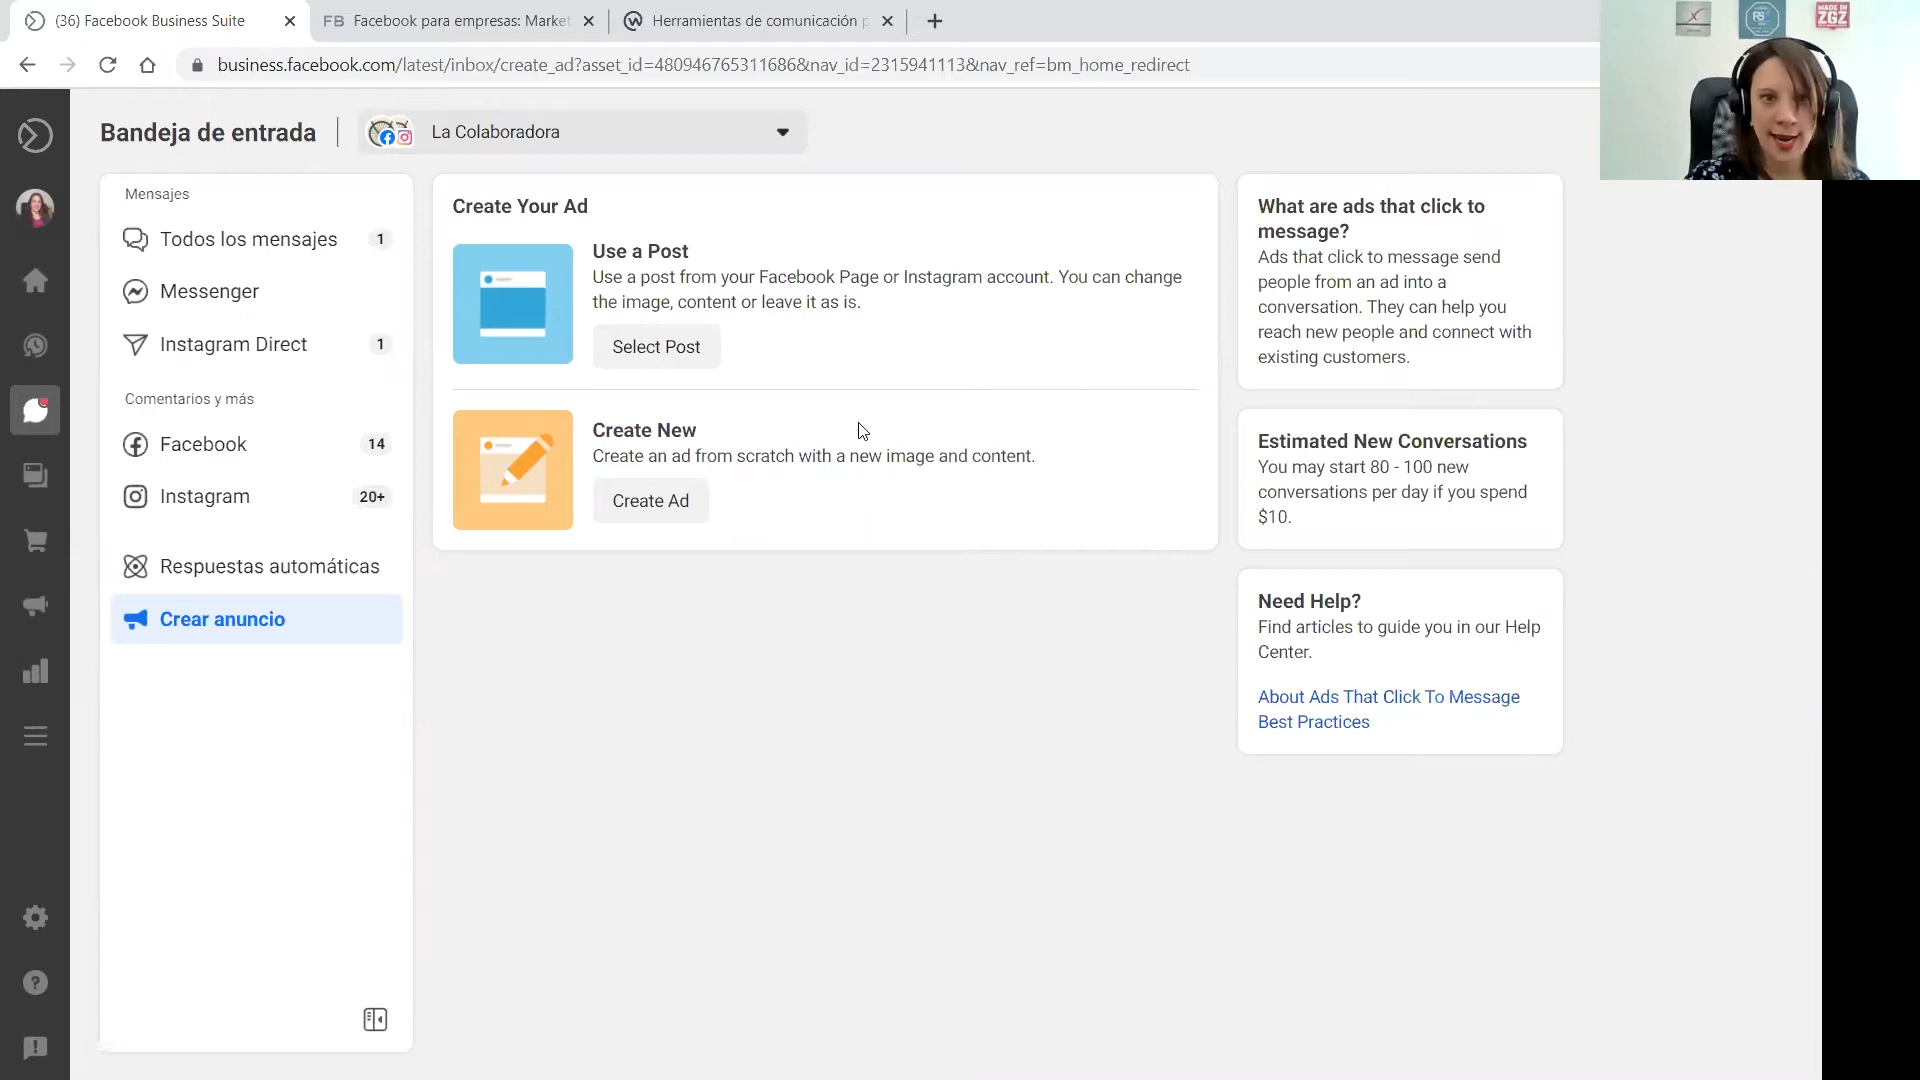 (36) Facebook Business Suite
FB Facebook para empresas: Market
Herramientas de comunicación p
business.facebook.com/latest/inbox/create_ad?asset_id=480946765311686&nav_id=2315941113&nav_ref=bm_home_redirect
RSA
MADE IN
ZGZ
Bandeja de entrada
La Colaboradora
Mensajes
Todos los mensajes 1
Messenger
Instagram Direct 1
Comentarios y más
Facebook 14
Instagram 20+
Respuestas automáticas
Crear anuncio
Create Your Ad
Use a Post
Use a post from your Facebook Page or Instagram account. You can change
the image, content or leave it as is.
Select Post
Create New
Create an ad from scratch with a new image and content.
Create Ad
What are ads that click to
message?
Ads that click to message send
people from an ad into a
conversation. They can help you
reach new people and connect with
existing customers.
Estimated New Conversations
You may start 80 - 100 new
conversations per day if you spend
$10.
Need Help?
Find articles to guide you in our Help
Center.
About Ads That Click To Message
Best Practices